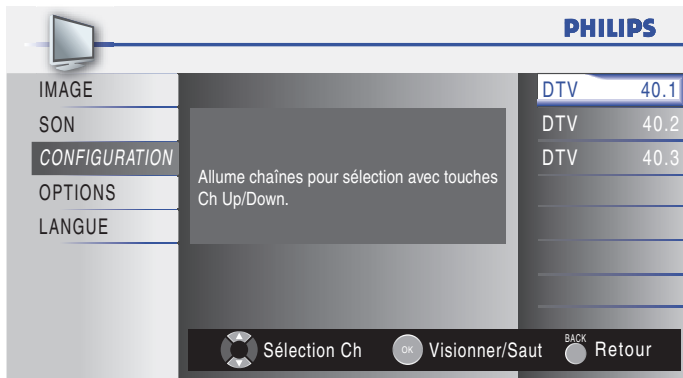 PHILIPS
IMAGE
SON
CONFIGURATION
OPTIONS
LANGUE
Allume chaînes pour sélection avec touches
Ch Up/Down.
DTV 40.1
DTV 40.2
DTV 40.3
Sélection Ch OK Visionner/Saut BACK Retour